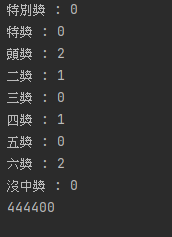 特別獎 : 0
特獎 : 0
頭獎 : 2
二獎 : 1
三獎 : 0
四獎 : 1
五獎 : 0
六獎 : 2
沒中獎 : 0
444400